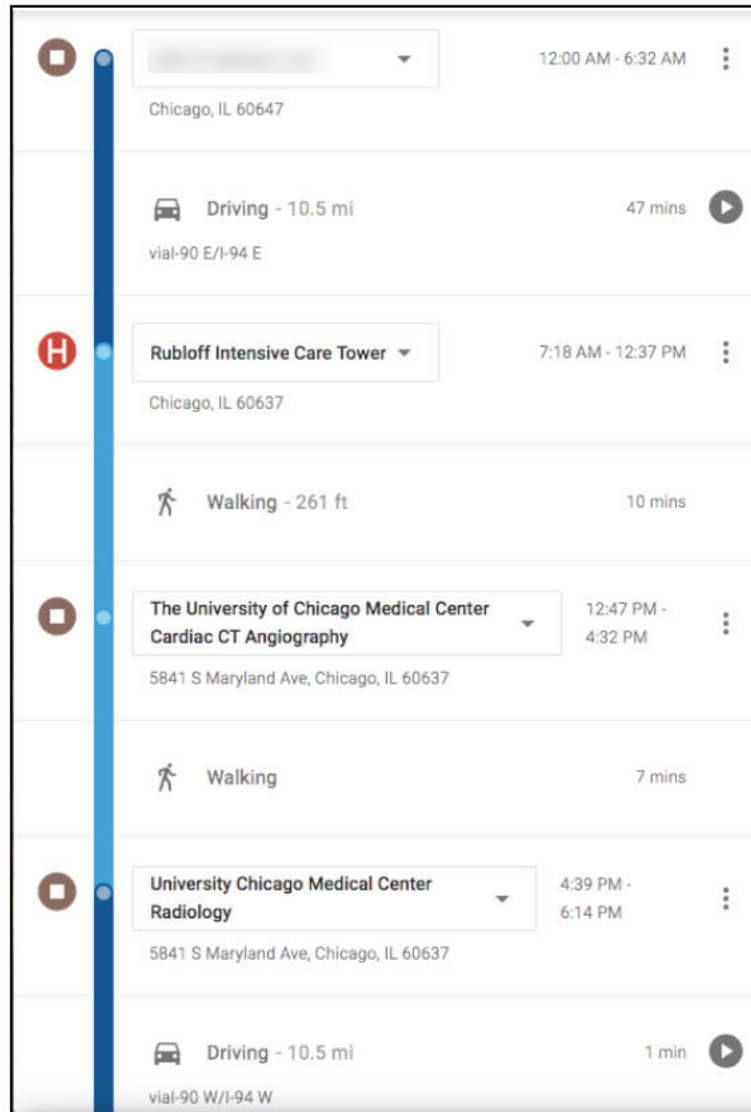 12:00 AM - 6:32 AM
Chicago, IL 60647
Driving - 10.5 mi
47 mins
vial-90 E/I-94 E
H
Rubloff Intensive Care Tower
7:18 AM - 12:37 PM
Chicago, IL 60637
Walking - 261 ft
10 mins
The University of Chicago Medical Center
Cardiac CT Angiography
12:47 PM -
4:32 PM
5841 S Maryland Ave, Chicago, IL 60637
Walking
7 mins
University Chicago Medical Center
Radiology
4:39 PM -
6:14 PM
5841 S Maryland Ave, Chicago, IL 60637
Driving - 10.5 mi
1 min
vial-90 W/I-94 W